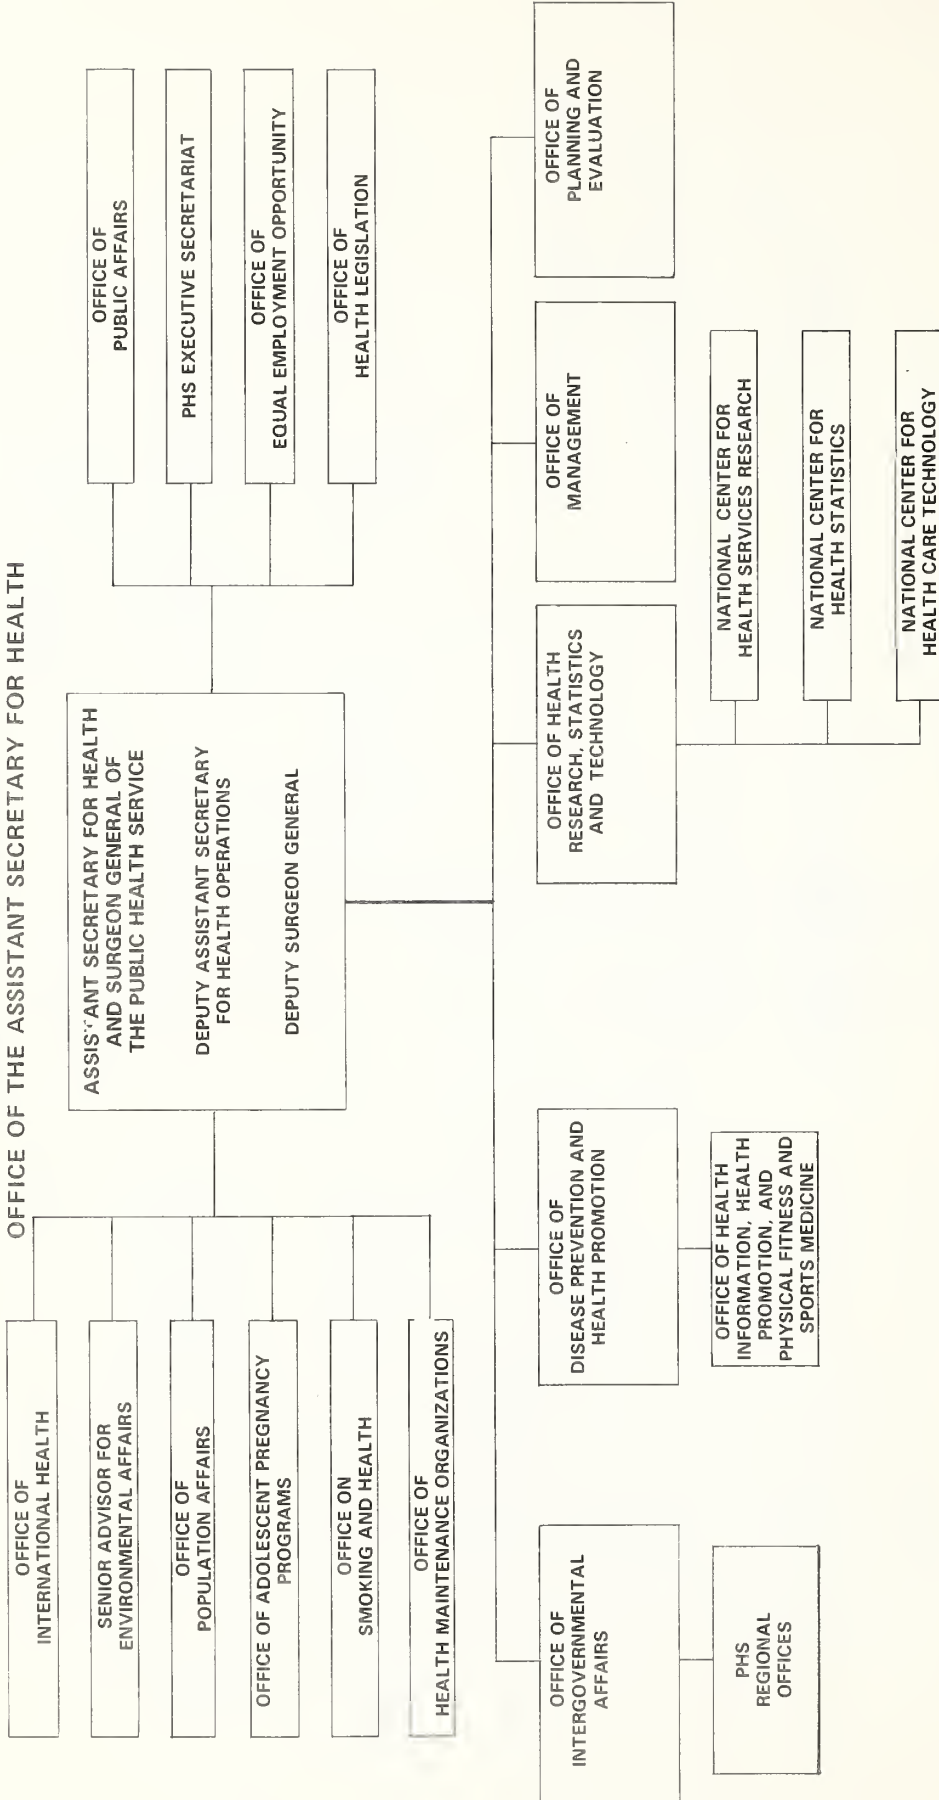 OFFICE OF THE ASSISTANT SECRETARY FOR HEALTH
OFFICE OF
INTERNATIONAL HEALTH
SENIOR ADVISOR FOR
ENVIRONMENTAL AFFAIRS
OFFICE OF
POPULATION AFFAIRS
OFFICE OF ADOLESCENT PREGNANCY
PROGRAMS
OFFICE ON
SMOKING AND HEALTH
OFFICE OF
HEALTH MAINTENANCE ORGANIZATIONS
ASSISTANT SECRETARY FOR HEALTH
AND SURGEON GENERAL OF
THE PUBLIC HEALTH SERVICE
DEPUTY ASSISTANT SECRETARY
FOR HEALTH OPERATIONS
DEPUTY SURGEON GENERAL
OFFICE OF
PUBLIC AFFAIRS
PHS EXECUTIVE SECRETARIAT
OFFICE OF
EQUAL EMPLOYMENT OPPORTUNITY
OFFICE OF
HEALTH LEGISLATION
OFFICE OF
INTERGOVERNMENTAL
AFFAIRS
OFFICE OF
DISEASE PREVENTION AND
HEALTH PROMOTION
OFFICE OF HEALTH
RESEARCH, STATISTICS
AND TECHNOLOGY
OFFICE OF
MANAGEMENT
OFFICE OF
PLANNING AND
EVALUATION
PHS
REGIONAL
OFFICES
OFFICE OF HEALTH
INFORMATION, HEALTH
PROMOTION, AND
PHYSICAL FITNESS AND
SPORTS MEDICINE
NATIONAL CENTER FOR
HEALTH SERVICES RESEARCH
NATIONAL CENTER FOR
HEALTH STATISTICS
NATIONAL CENTER FOR
HEALTH CARE TECHNOLOGY